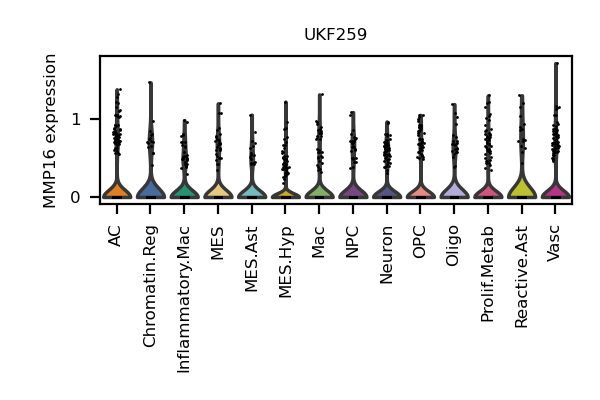 UKF259
MMP16 expression
1
0
AC
Chromatin.Reg
Inflammatory.Mac
MES
MES.Ast
MES.Hyp
Mac
NPC
Neuron
OPC
Oligo
Prolif.Metab
Reactive.Ast
Vasc